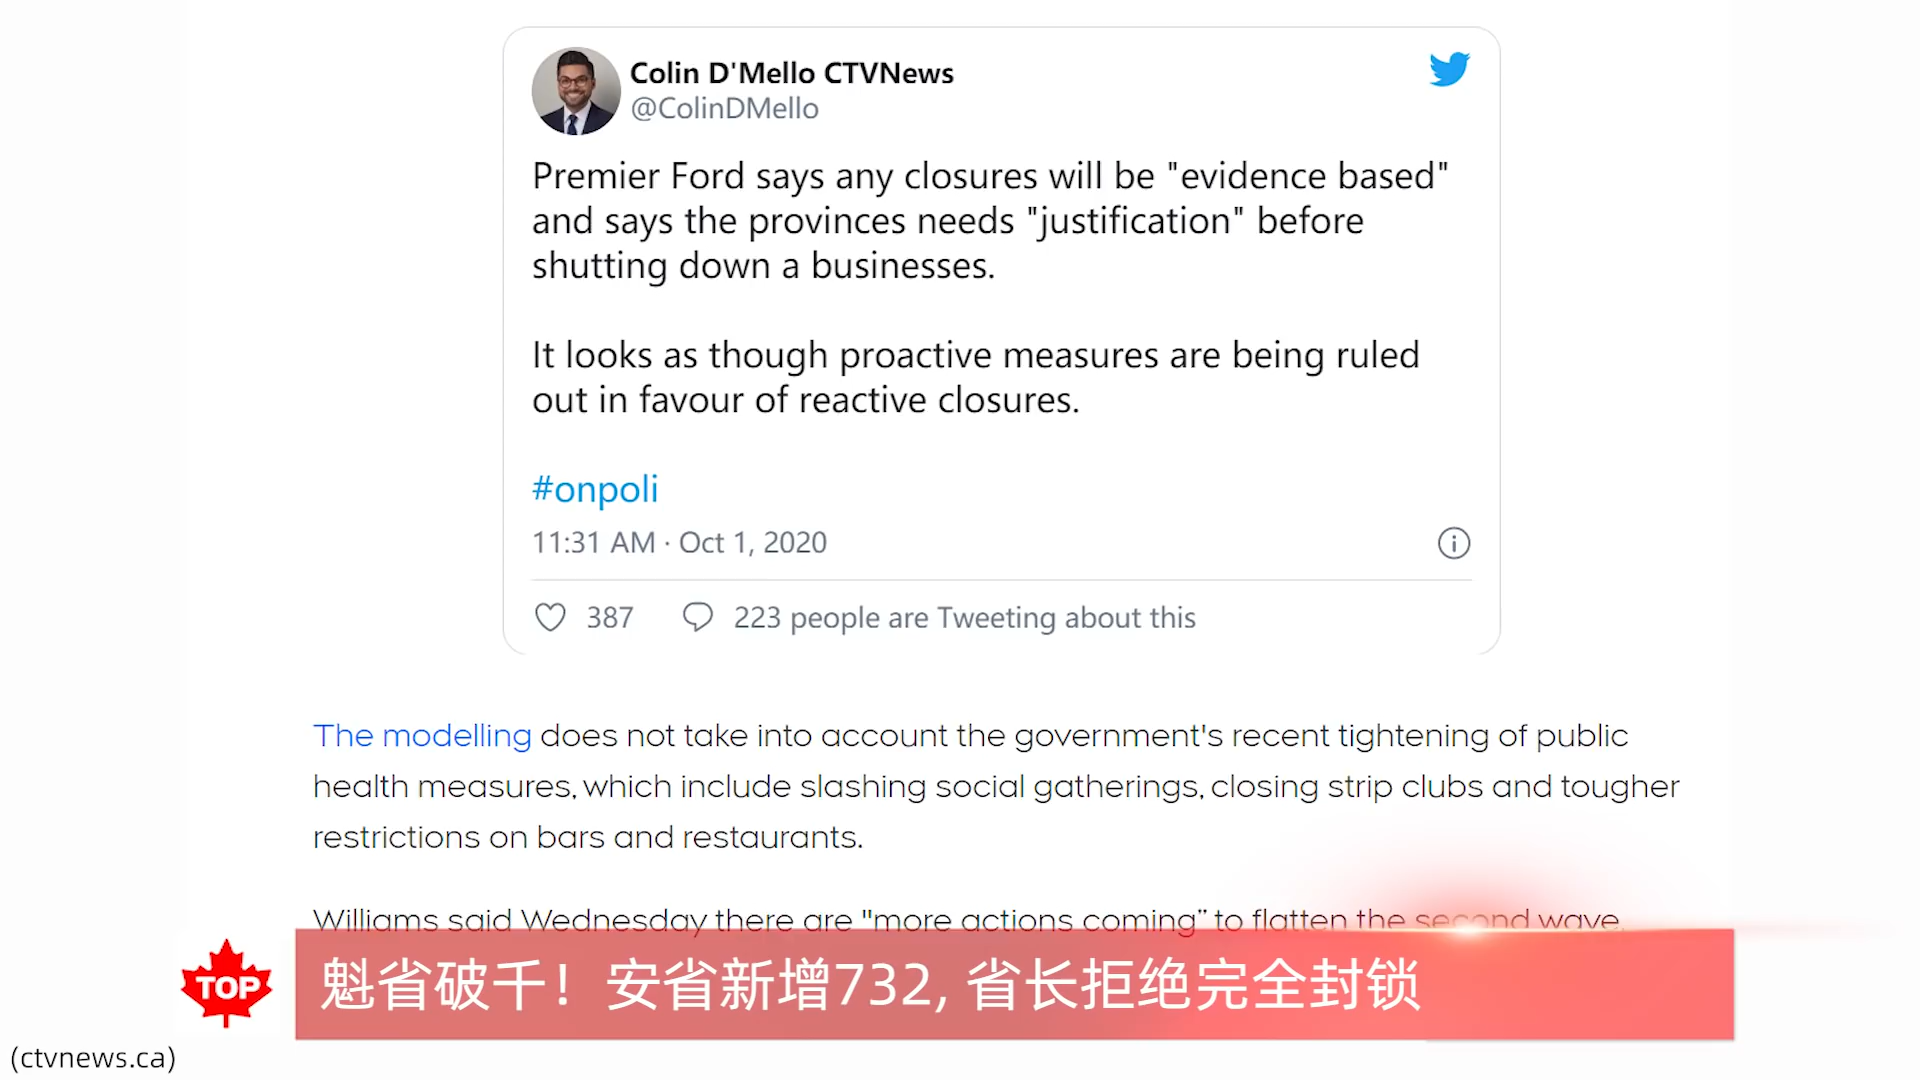 Colin D'Mello CTVNews
@ColinDMello
Premier Ford says any closures will be "evidence based"
and says the provinces needs "justification" before
shutting down a businesses.
It looks as though proactive measures are being ruled
out in favour of reactive closures.
#onpoli
11:31 AM · Oct 1, 2020
387 223 people are Tweeting about this
The modelling does not take into account the government's recent tightening of public
health measures, which include slashing social gatherings, closing strip clubs and tougher
restrictions on bars and restaurants.
Williams said Wednesday there are "more actions coming” to flatten the second wave.
TOP
魁省破千！安省新增732, 省长拒绝完全封锁
(ctvnews.ca)